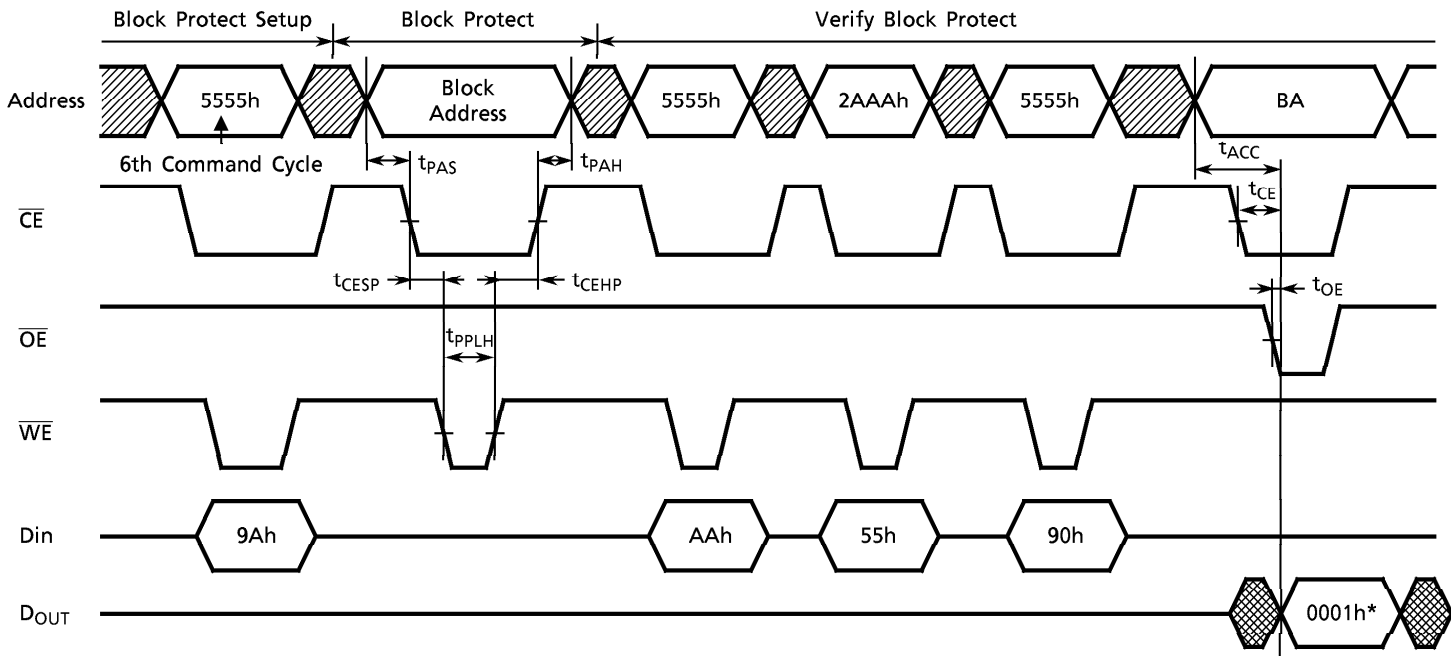 Block Protect Setup
Block Protect
Verify Block Protect
Address
5555h
Block
Address
5555h
2AAAh
5555h
BA
6th Command Cycle
tPAS
tPAH
tACC
CE
tCE
tCESP
tCEHP
tOE
OE
tPPLH
WE
Din
9Ah
AAh
55h
90h
DOUT
0001h*